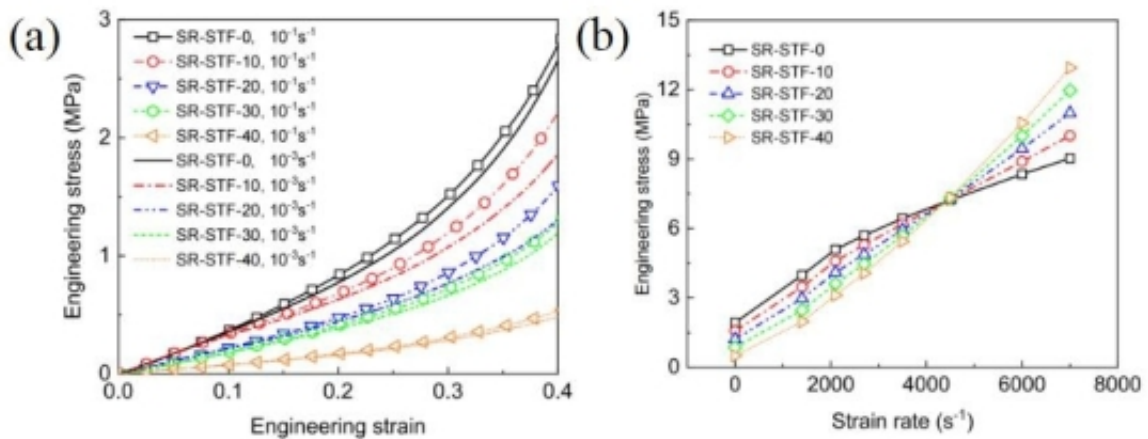 (a)
SR-STF-0, 10⁻¹s⁻¹
SR-STF-10, 10⁻¹s⁻¹
SR-STF-20, 10⁻¹s⁻¹
SR-STF-30, 10⁻¹s⁻¹
SR-STF-40, 10⁻¹s⁻¹
SR-STF-0, 10⁻³s⁻¹
SR-STF-10, 10⁻³s⁻¹
SR-STF-20, 10⁻³s⁻¹
SR-STF-30, 10⁻³s⁻¹
SR-STF-40, 10⁻³s⁻¹
Engineering stress (MPa)
3
2
1
0
0.0 0.1 0.2 0.3 0.4
Engineering strain
(b)
SR-STF-0
SR-STF-10
SR-STF-20
SR-STF-30
SR-STF-40
Engineering stress (MPa)
15
12
9
6
3
0
0 2000 4000 6000 8000
Strain rate (s⁻¹)